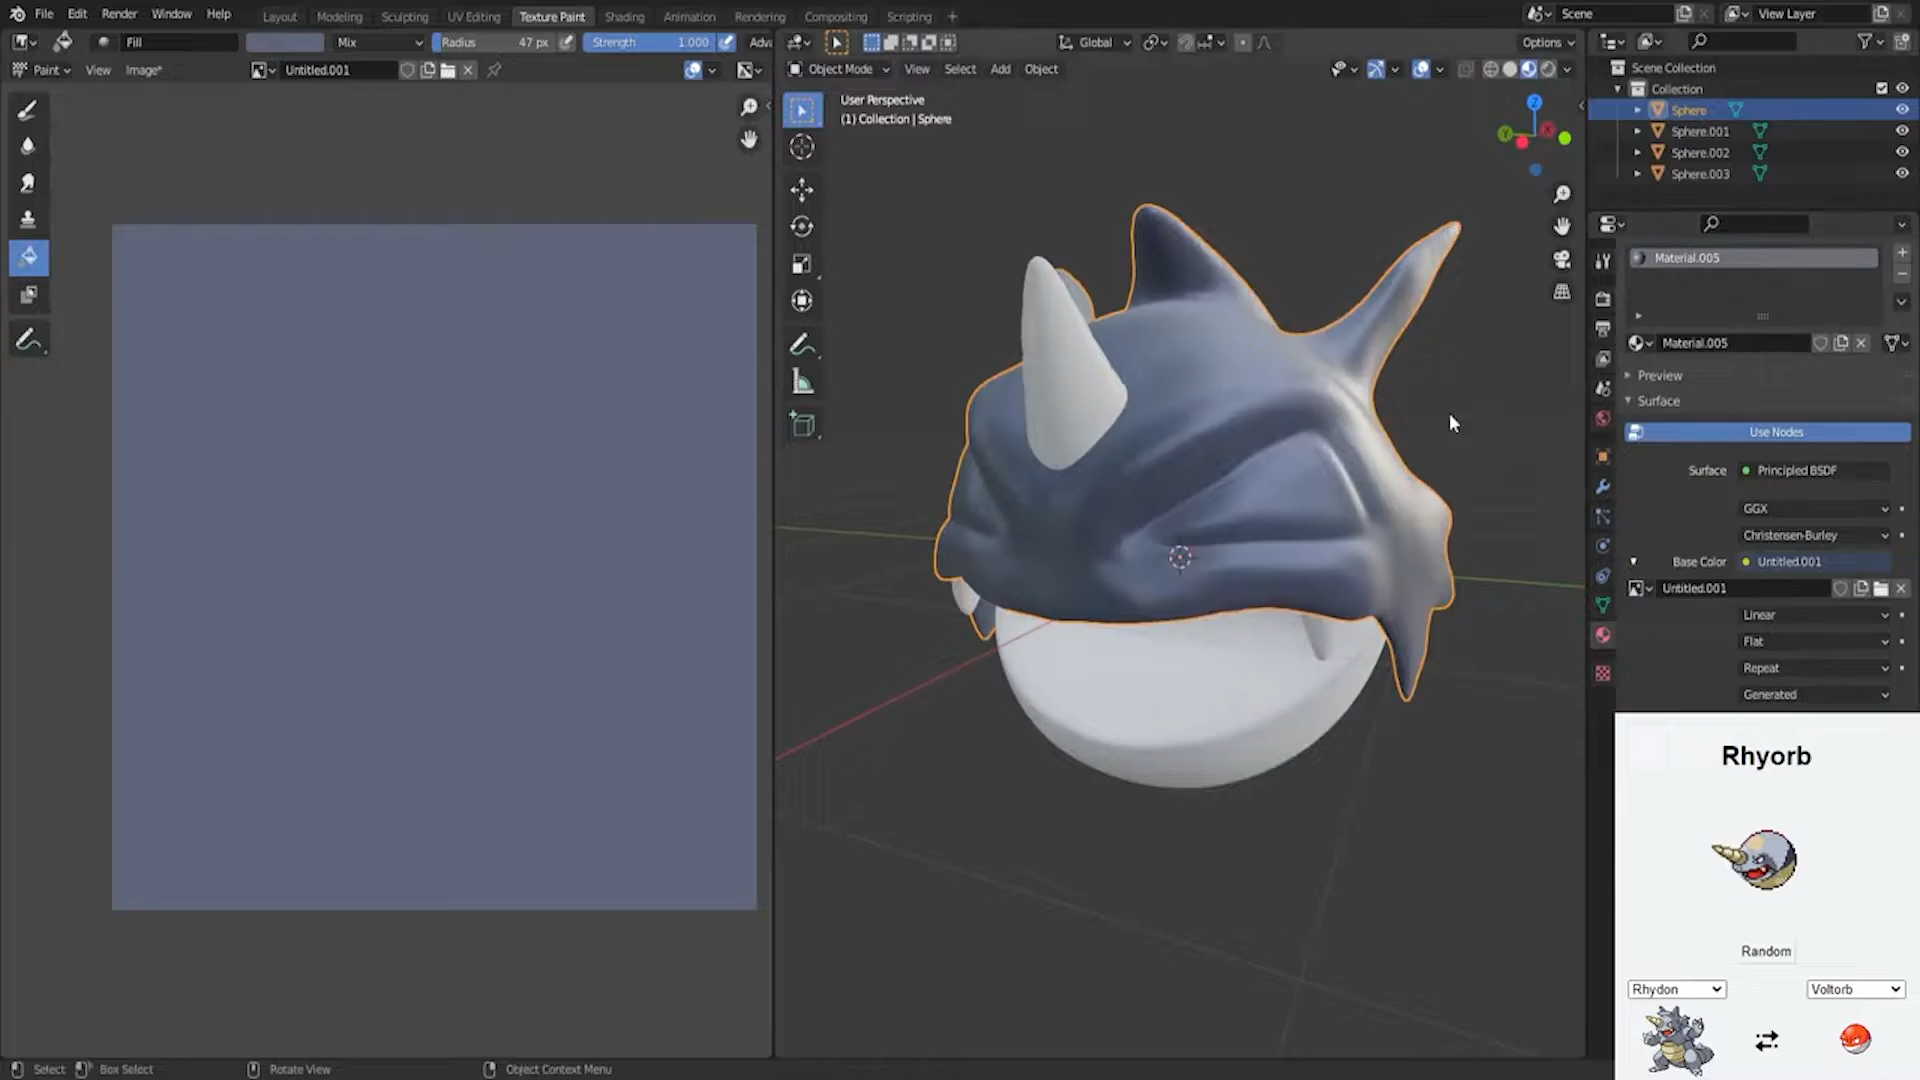 File Edit Render Window Help Layout Modeling Sculpting UV Editing Texture Paint Shading Animation Rendering Compositing Scripting + Scene View Layer
Fill Mix Radius 47 px Strength 1.000 Adv Global Options
Paint View Image* Untitled.001 Object Mode View Select Add Object
Scene Collection
Collection
Sphere
Sphere.001
Sphere.002
Sphere.003
User Perspective
(1) Collection | Sphere
Z
Y
X
Material.005
Material.005
Preview
Surface
Use Nodes
Surface Principled BSDF
GGX
Christensen-Burley
Base Color Untitled.001
Untitled.001
Linear
Flat
Repeat
Generated
Rhyorb
Random
Rhydon Voltorb
Select Box Select Rotate View Object Context Menu